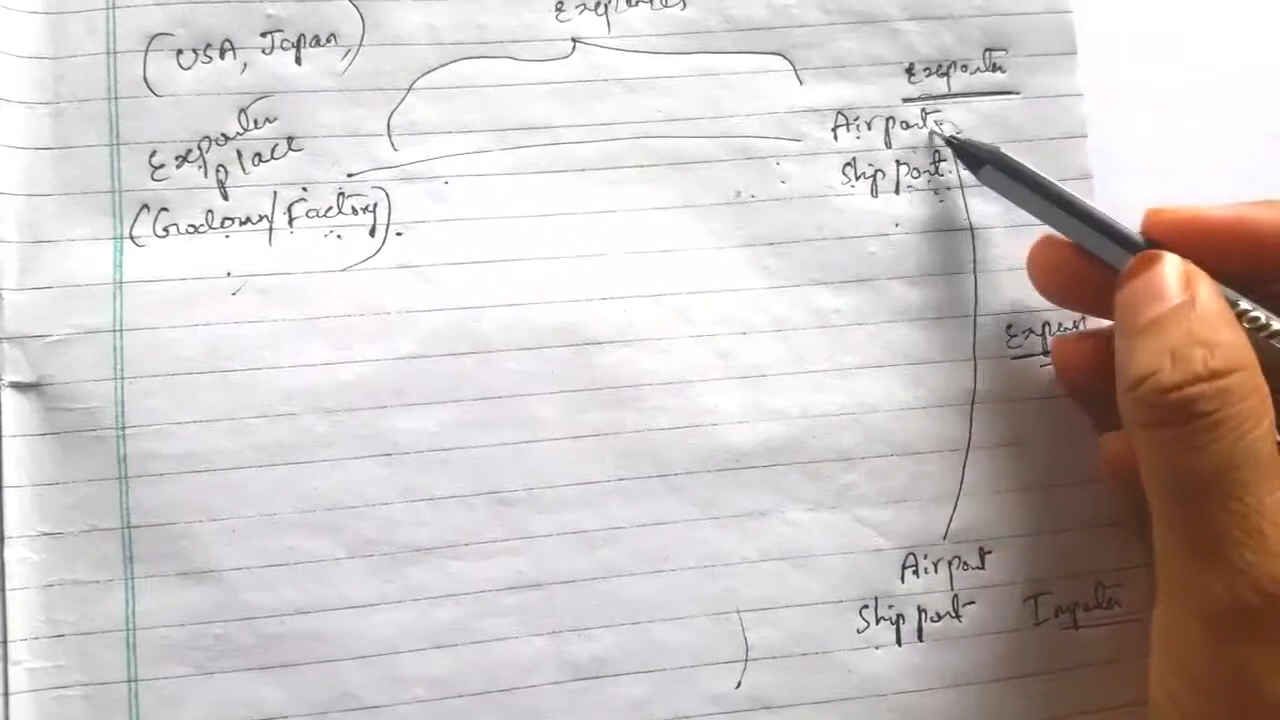 (USA, Japan,)
Exporter
place
(Godown/Factory).
Exporter
Airport
Ship port
Airport
Ship port
Importer